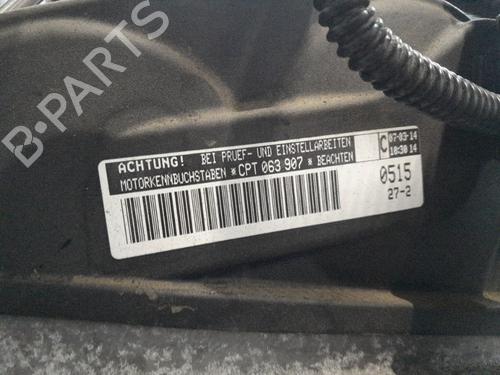 B-PARTS
ACHTUNG! BEI PRUEF- UND EINSTELLARBEITEN
MOTORKENNBUCHSTABEN *CPT 063 907* BEACHTEN
C 07-03-14
10:30 14
0515
27-2